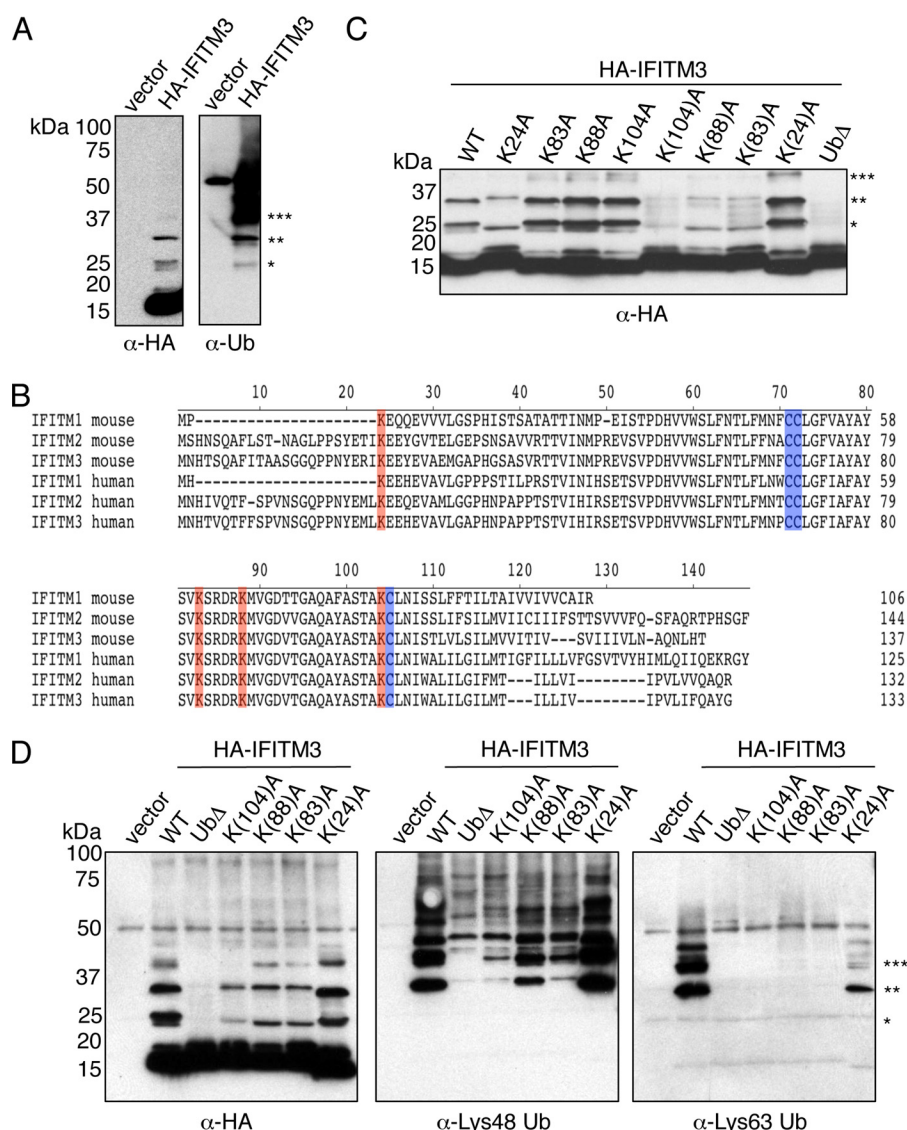 A
vector
HA-IFITM3
vector
HA-IFITM3
kDa
100
75
50
37
25
20
15
***
**
*
α-HA
α-Ub
C
HA-IFITM3
WT
K24A
K83A
K88A
K104A
K(104)A
K(88)A
K(83)A
K(24)A
UbΔ
kDa
37
25
20
15
***
**
*
α-HA
B
10 20 30 40 50 60 70 80
IFITM1 mouse MP---------------------KEQQEVVVLGSPHISTSATATTINMP-EISTPDHVVWSLFNTLFMNFCCLGFVAYAY 58
IFITM2 mouse MSHNSQAFLST-NAGLPPSYETIKEEYGVTELGEPSNSAVVRTTVINMPREVSVPDHVVWSLFNTLFFNACCLGFVAYAY 79
IFITM3 mouse MNHTSQAFITAASGGQPPNYERIKEEYEVAEMGAPHGSASVRTTVINMPREVSVPDHVVWSLFNTLFMNFCCLGFIAYAY 80
IFITM1 human MH---------------------KEEHEVAVLGPPPSTILPRSTVINIHSETSVPDHVVWSLFNTLFLNWCCLGFIAFAY 59
IFITM2 human MNHIVQTF-SPVNSGQPPNYEMLKEEQEVAMLGGPHNPAPPTSTVIHIRSETSVPDHVVWSLFNTLFMNTCCLGFIAFAY 79
IFITM3 human MNHTVQTFFSPVNSGQPPNYEMLKEEHEVAVLGAPHNPAPPTSTVIHIRSETSVPDHVVWSLFNTLFMNPCCLGFIAFAY 80
90 100 110 120 130 140
IFITM1 mouse SVKSRDRKMVGDTTGAQAFASTAKCLNISSLFFTILTAIVVIVVCAIR 106
IFITM2 mouse SVKSRDRKMVGDVVGAQAYASTAKCLNISSLIFSILMVIICIIIFSTTSVVVFQ-SFAQRTPHSGF 144
IFITM3 mouse SVKSRDRKMVGDVTGAQAYASTAKCLNISTLVLSILMVVITIV---SVIIIVLN-AQNLHT 137
IFITM1 human SVKSRDRKMVGDVTGAQAYASTAKCLNIWALILGILMTIGFILLLVFGSVTVYHIMLQIIQEKRGY 125
IFITM2 human SVKSRDRKMVGDVTGAQAYASTAKCLNIWALILGIFMT---ILLVI--------IPVLVVQAQR 132
IFITM3 human SVKSRDRKMVGDVTGAQAYASTAKCLNIWALILGILMT---ILLIV--------IPVLIFQAYG 133
D
HA-IFITM3
vector
WT
UbΔ
K(104)A
K(88)A
K(83)A
K(24)A
kDa
100
75
50
37
25
20
15
α-HA
HA-IFITM3
vector
WT
UbΔ
K(104)A
K(88)A
K(83)A
K(24)A
α-Lys48 Ub
HA-IFITM3
vector
WT
UbΔ
K(104)A
K(88)A
K(83)A
K(24)A
***
**
*
α-Lys63 Ub